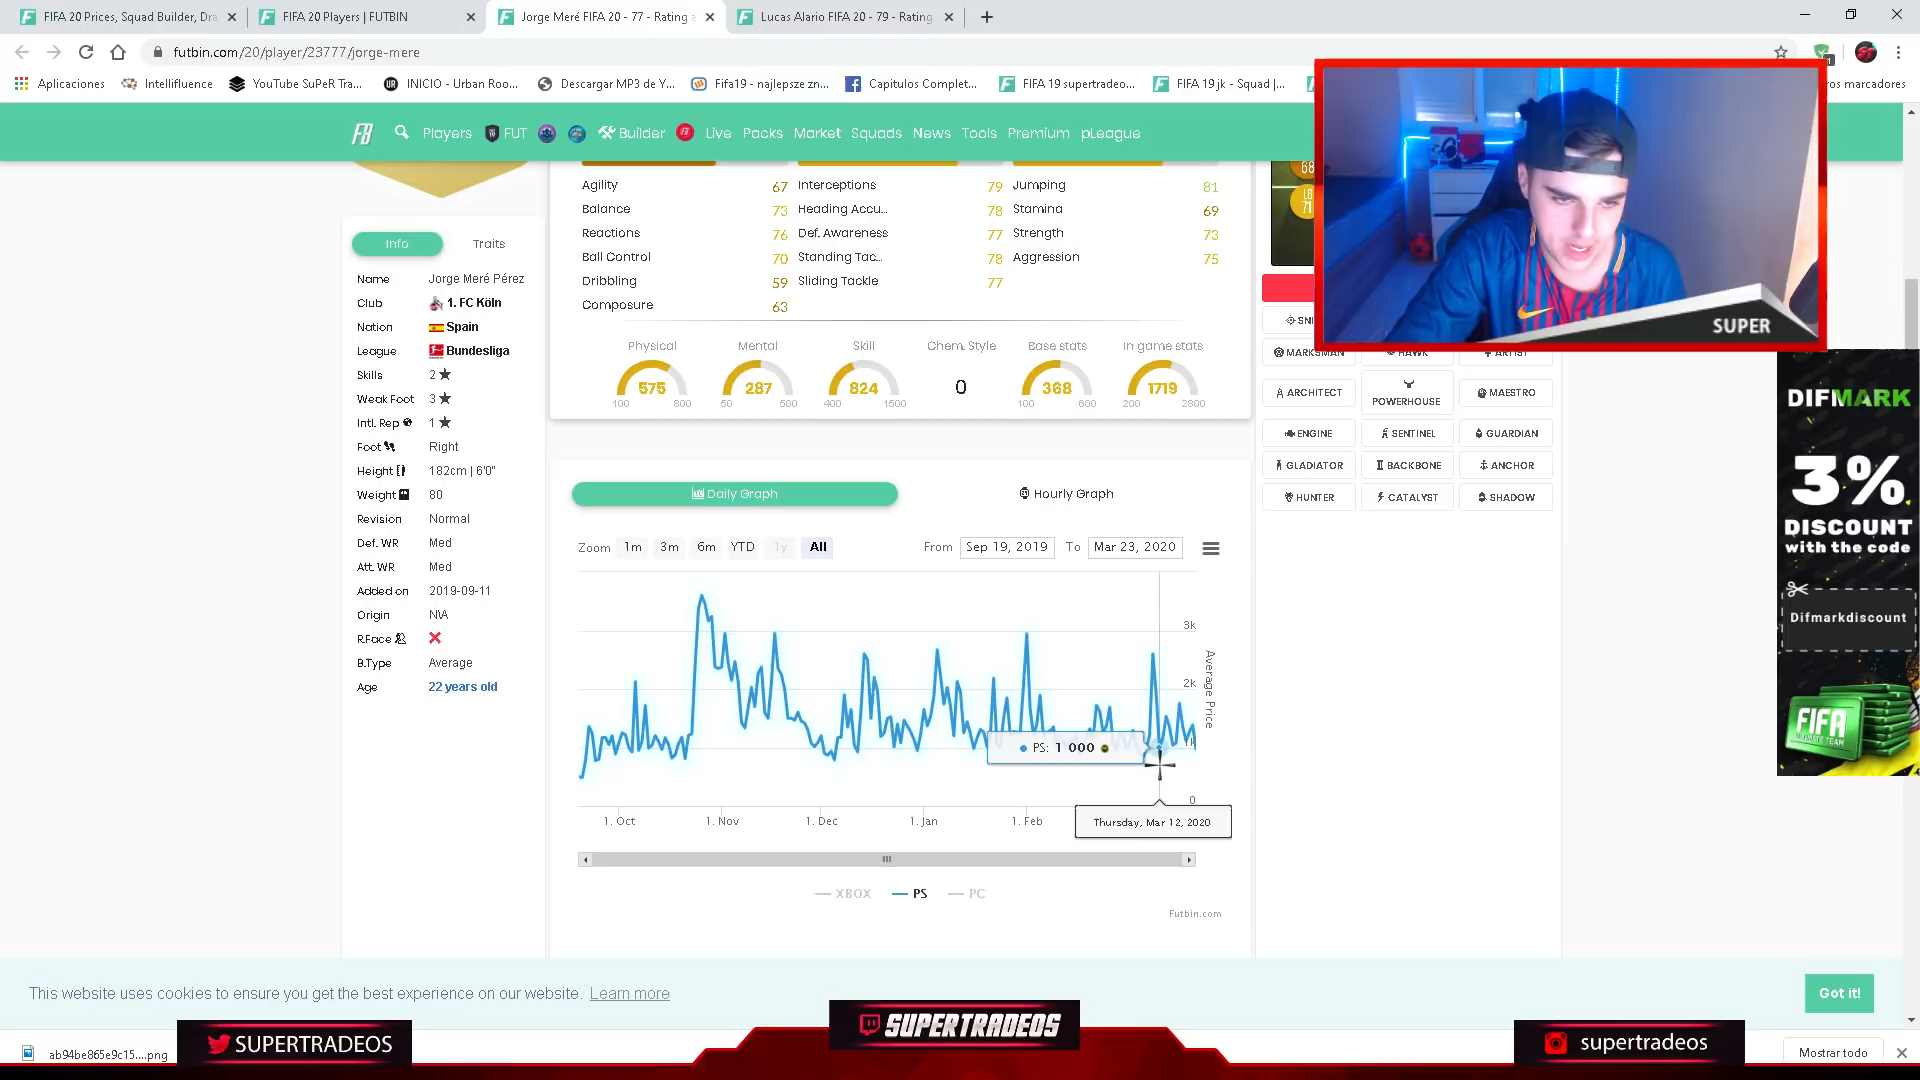 FIFA 20 Prices, Squad Builder, Dra
FIFA 20 Players | FUTBIN
Jorge Meré FIFA 20 - 77 - Rating a
Lucas Alario FIFA 20 - 79 - Rating
futbin.com/20/player/23777/jorge-mere
Aplicaciones
Intellifluence
YouTube SuPeR Tra...
INICIO - Urban Roo...
Descargar MP3 de Y...
Fifa19 - najlepsze zn...
Capitulos Complet...
FIFA 19 supertradeo...
FIFA 19 jk - Squad |...
ros marcadores
Players FUT Builder Live Packs Market Squads News Tools Premium pLeague
Info Traits
Name Jorge Meré Pérez
Club 1. FC Köln
Nation Spain
League Bundesliga
Skills 2
Weak Foot 3
Intl. Rep 1
Foot Right
Height 182cm | 6'0"
Weight 80
Revision Normal
Def. WR Med
Att. WR Med
Added on 2019-09-11
Origin N\A
R.Face
B.Type Average
Age 22 years old
Agility 67 Interceptions 79 Jumping 81
Balance 73 Heading Accu... 78 Stamina 69
Reactions 76 Def. Awareness 77 Strength 73
Ball Control 70 Standing Tac... 78 Aggression 75
Dribbling 59 Sliding Tackle 77
Composure 63
Physical Mental Skill Chem. Style Base stats In game stats
575 287 824 0 368 1719
100 800 50 500 400 1500 100 600 200 2800
Daily Graph Hourly Graph
Zoom 1m 3m 6m YTD 1y All From Sep 19, 2019 To Mar 23, 2020
3k
2k
1k
0
Average Price
PS: 1 000
Thursday, Mar 12, 2020
1. Oct 1. Nov 1. Dec 1. Jan 1. Feb
XBOX PS PC
Futbin.com
68
LB
71
SNI
MARKSMAN HAWK ARTIST
ARCHITECT POWERHOUSE MAESTRO
ENGINE SENTINEL GUARDIAN
GLADIATOR BACKBONE ANCHOR
HUNTER CATALYST SHADOW
SUPER
DIFMARK
3%
DISCOUNT
with the code
Difmarkdiscount
FIFA
ULTIMATE TEAM
This website uses cookies to ensure you get the best experience on our website. Learn more
Got it!
ab94be865e9c15....png
SUPERTRADEOS
SUPERTRADEOS
supertradeos
Mostrar todo